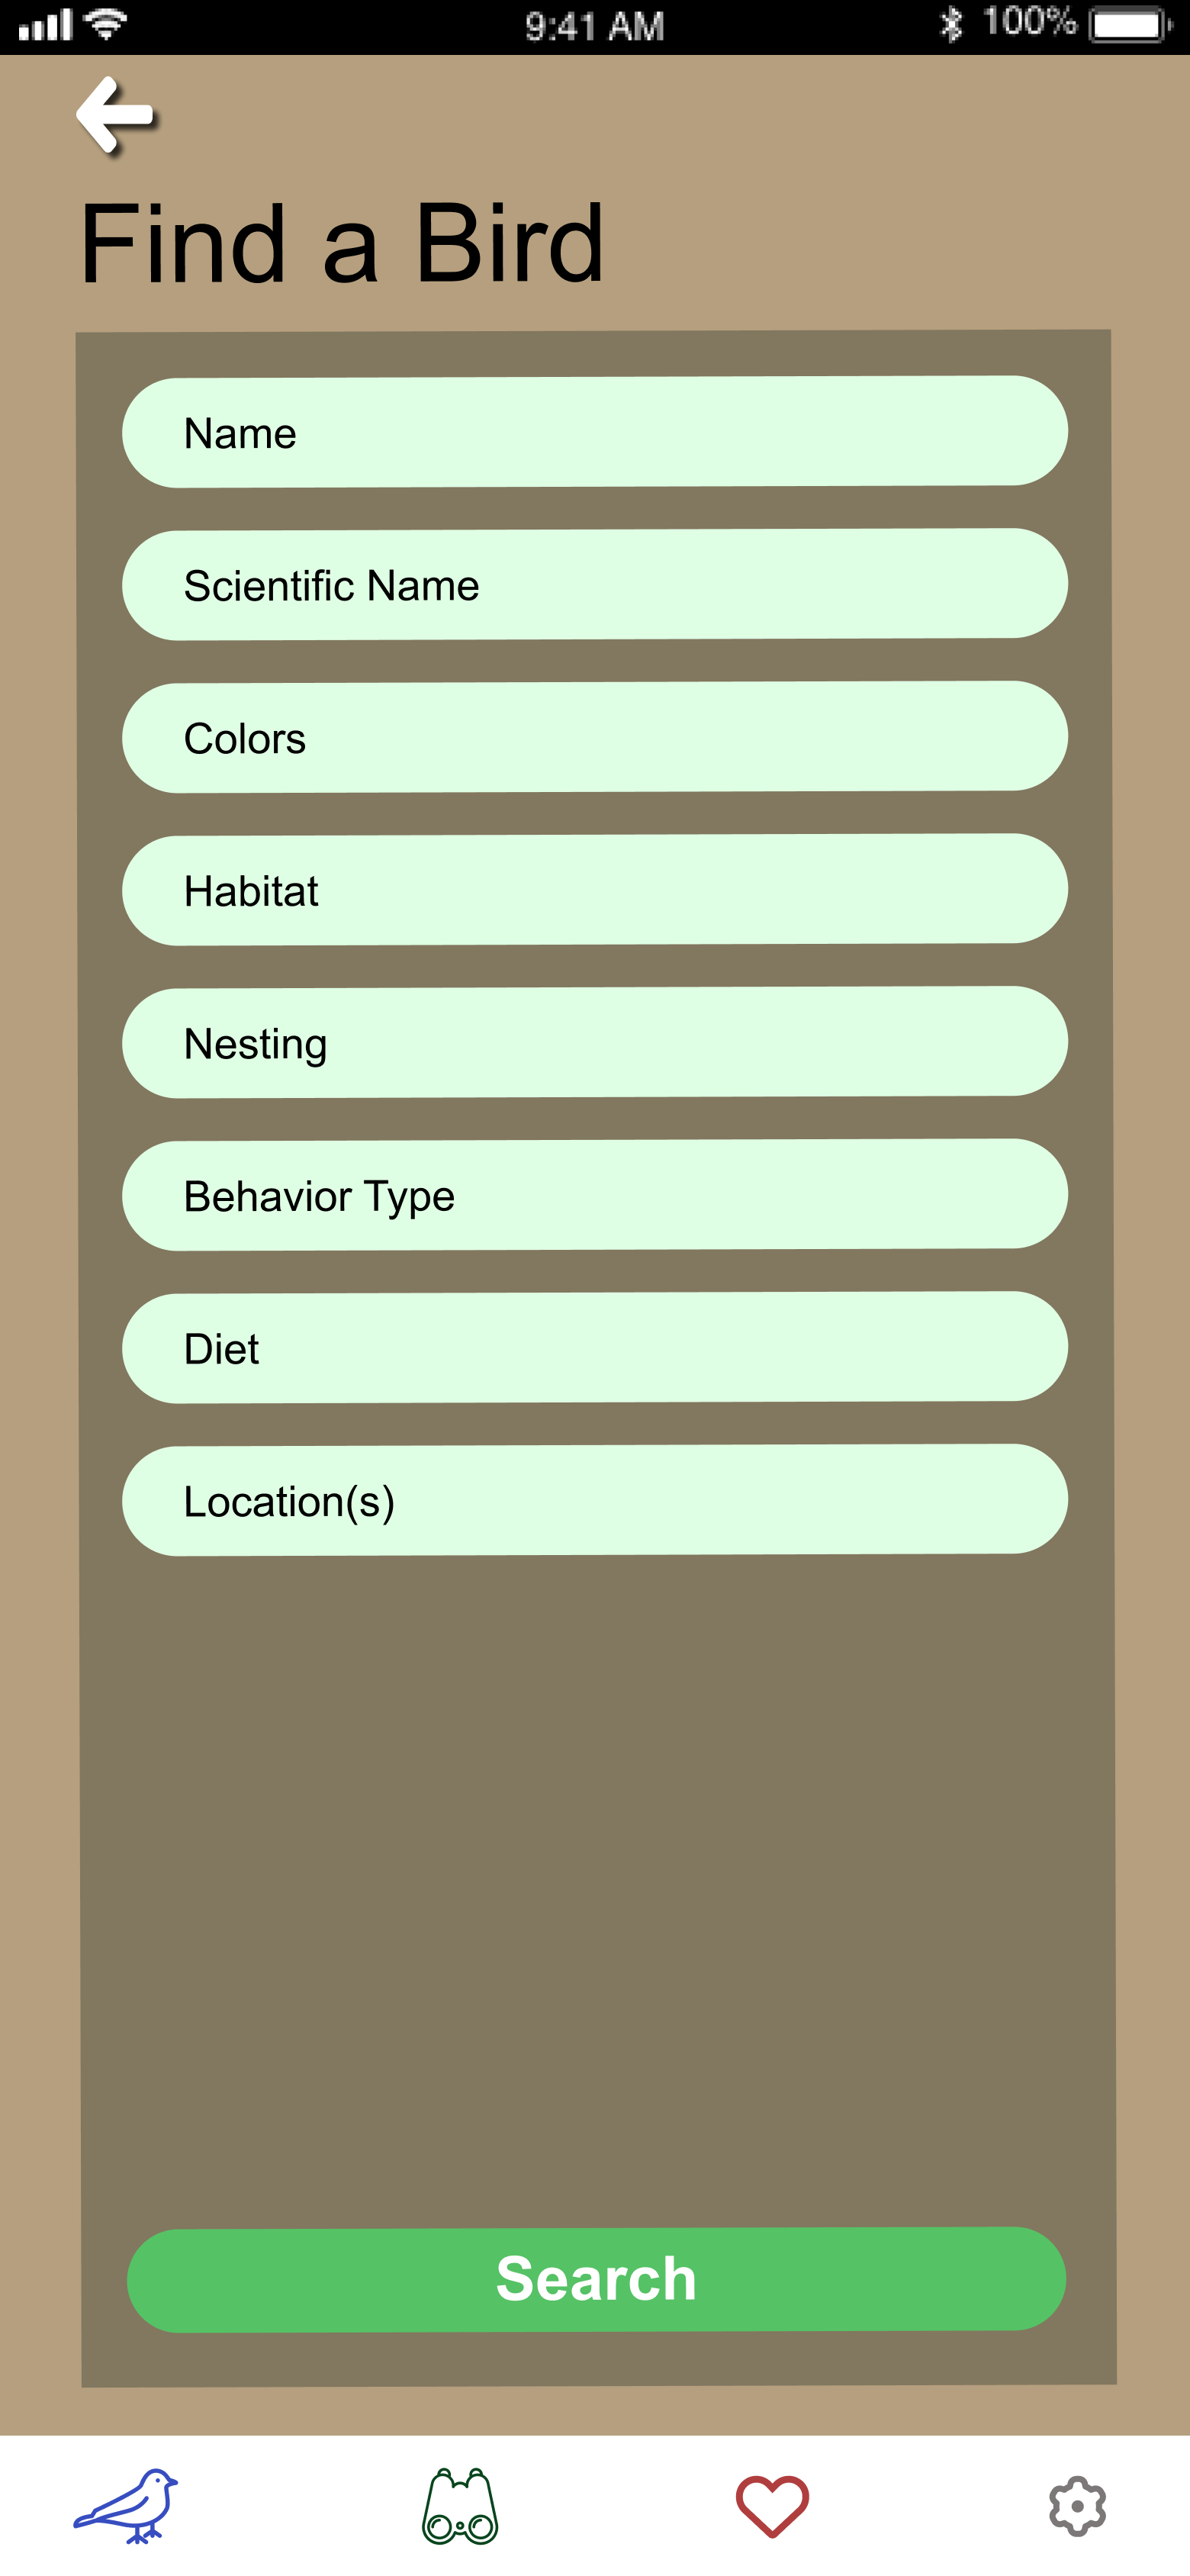 9:41 AM 100%
Find a Bird
Name
Scientific Name
Colors
Habitat
Nesting
Behavior Type
Diet
Location(s)
Search